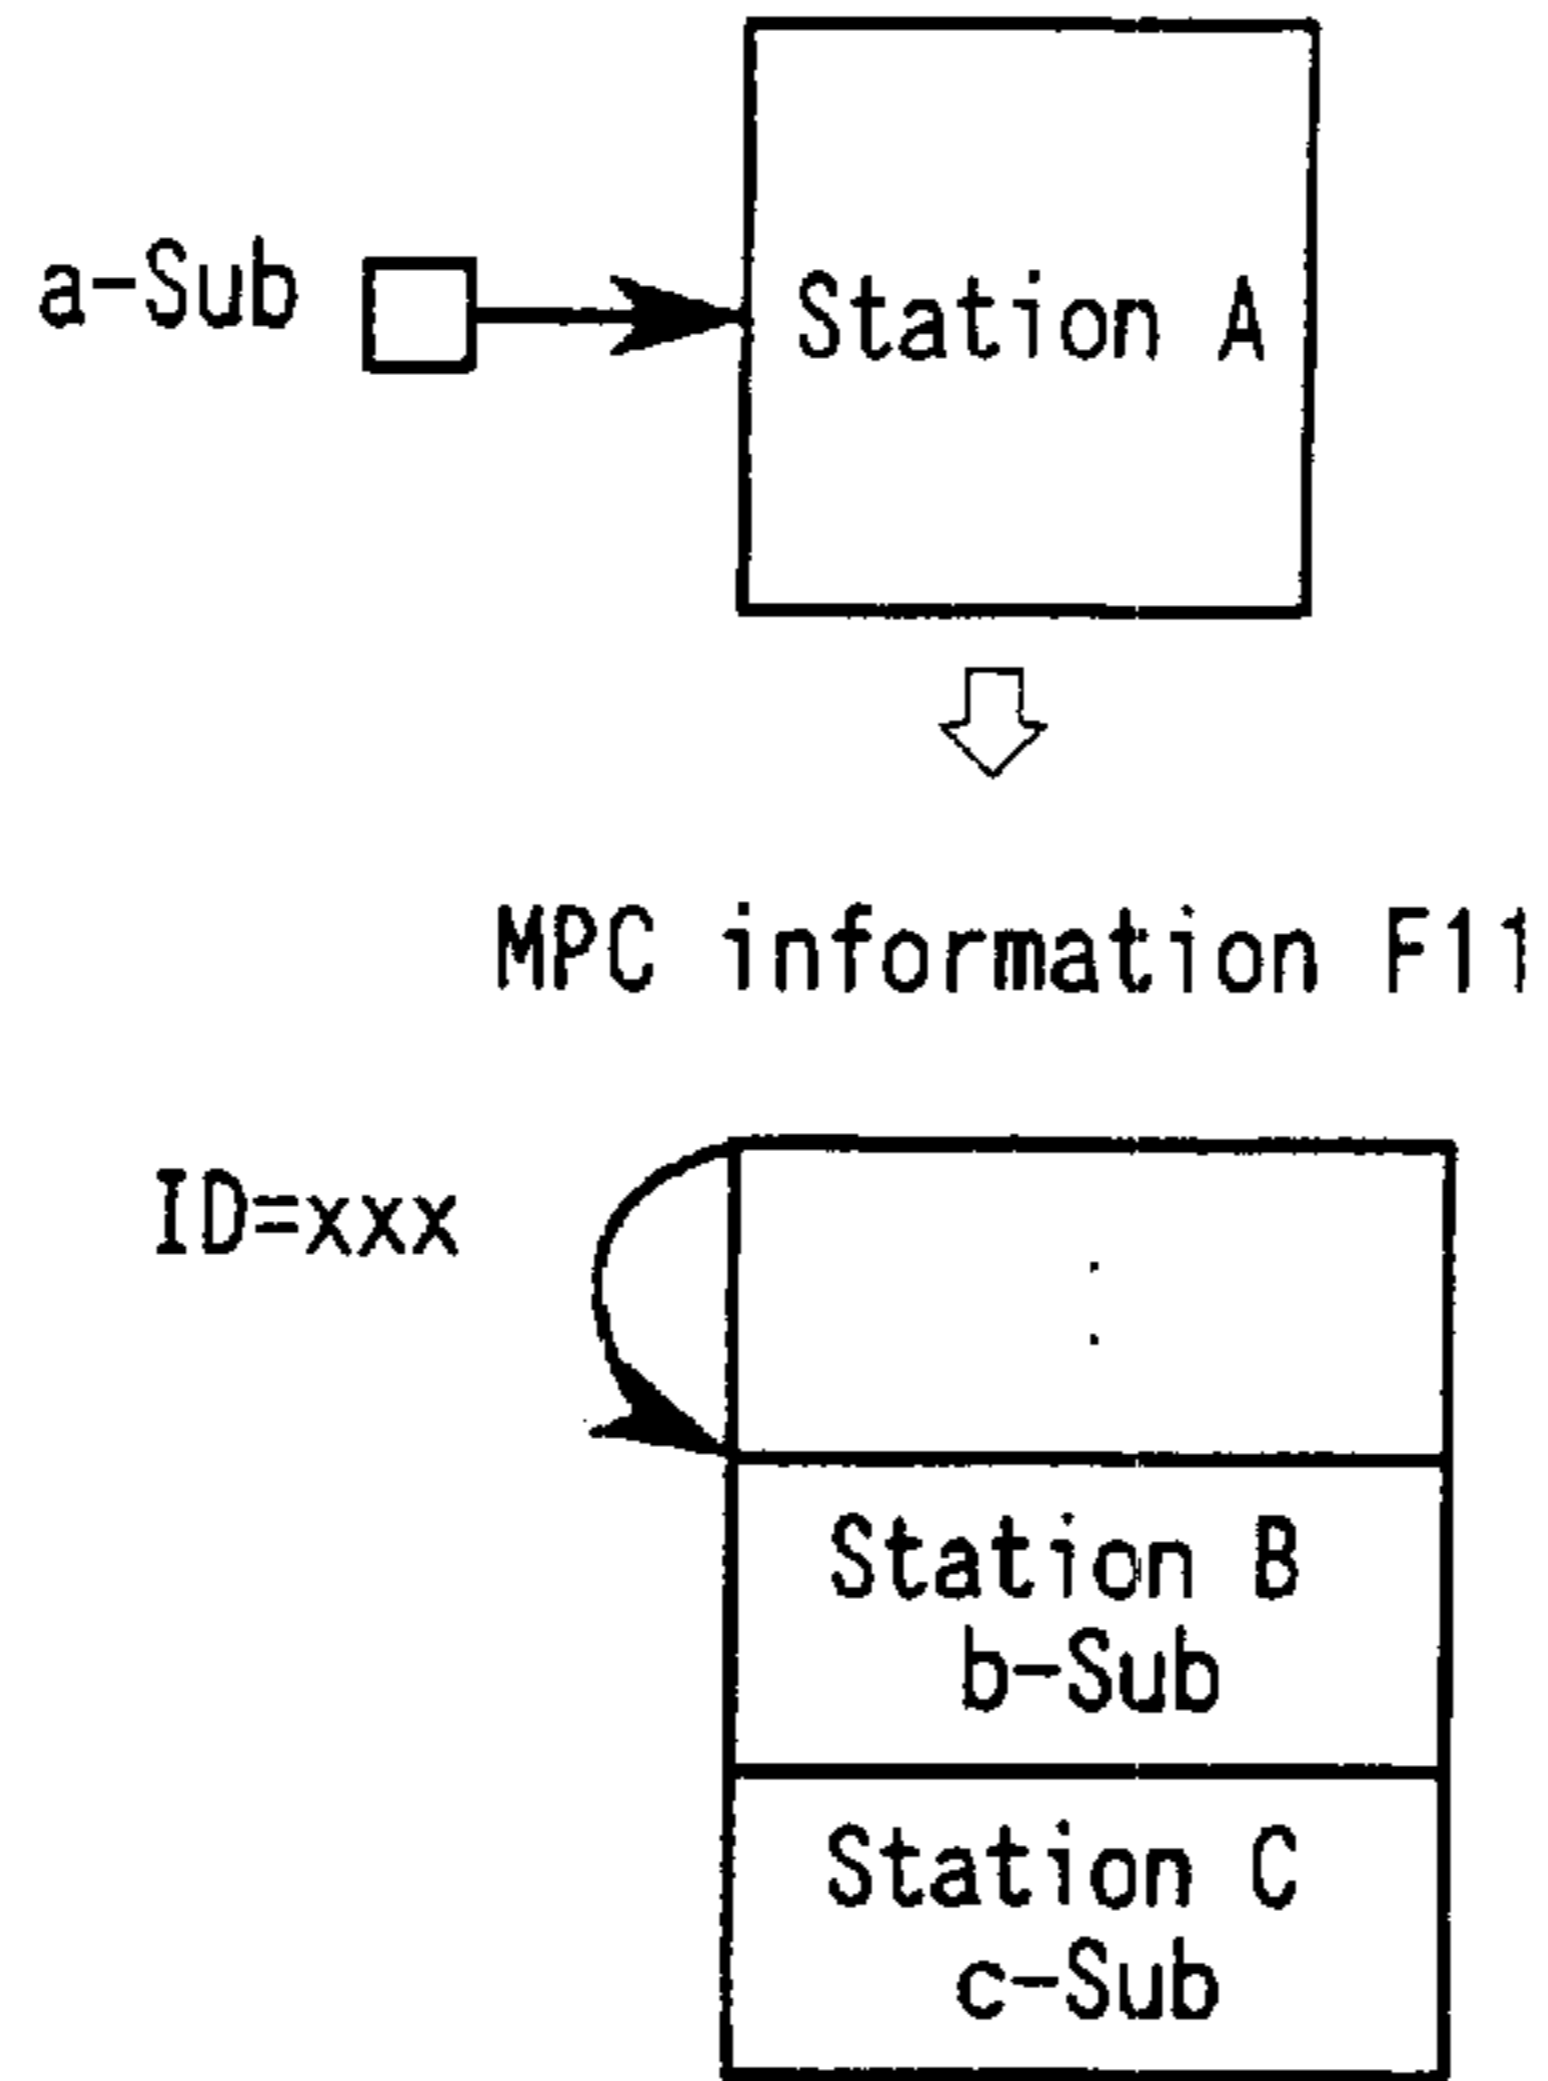 a-Sub
Station A
MPC information F11
ID=xxx
:
Station B
b-Sub
Station C
c-Sub